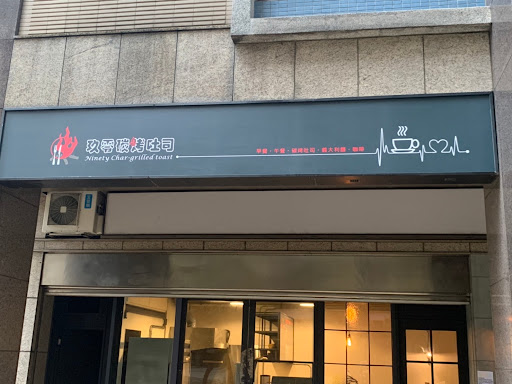 玖零碳烤吐司
Ninety Char-grilled toast
早餐・午餐・碳烤吐司・義大利麵・咖啡